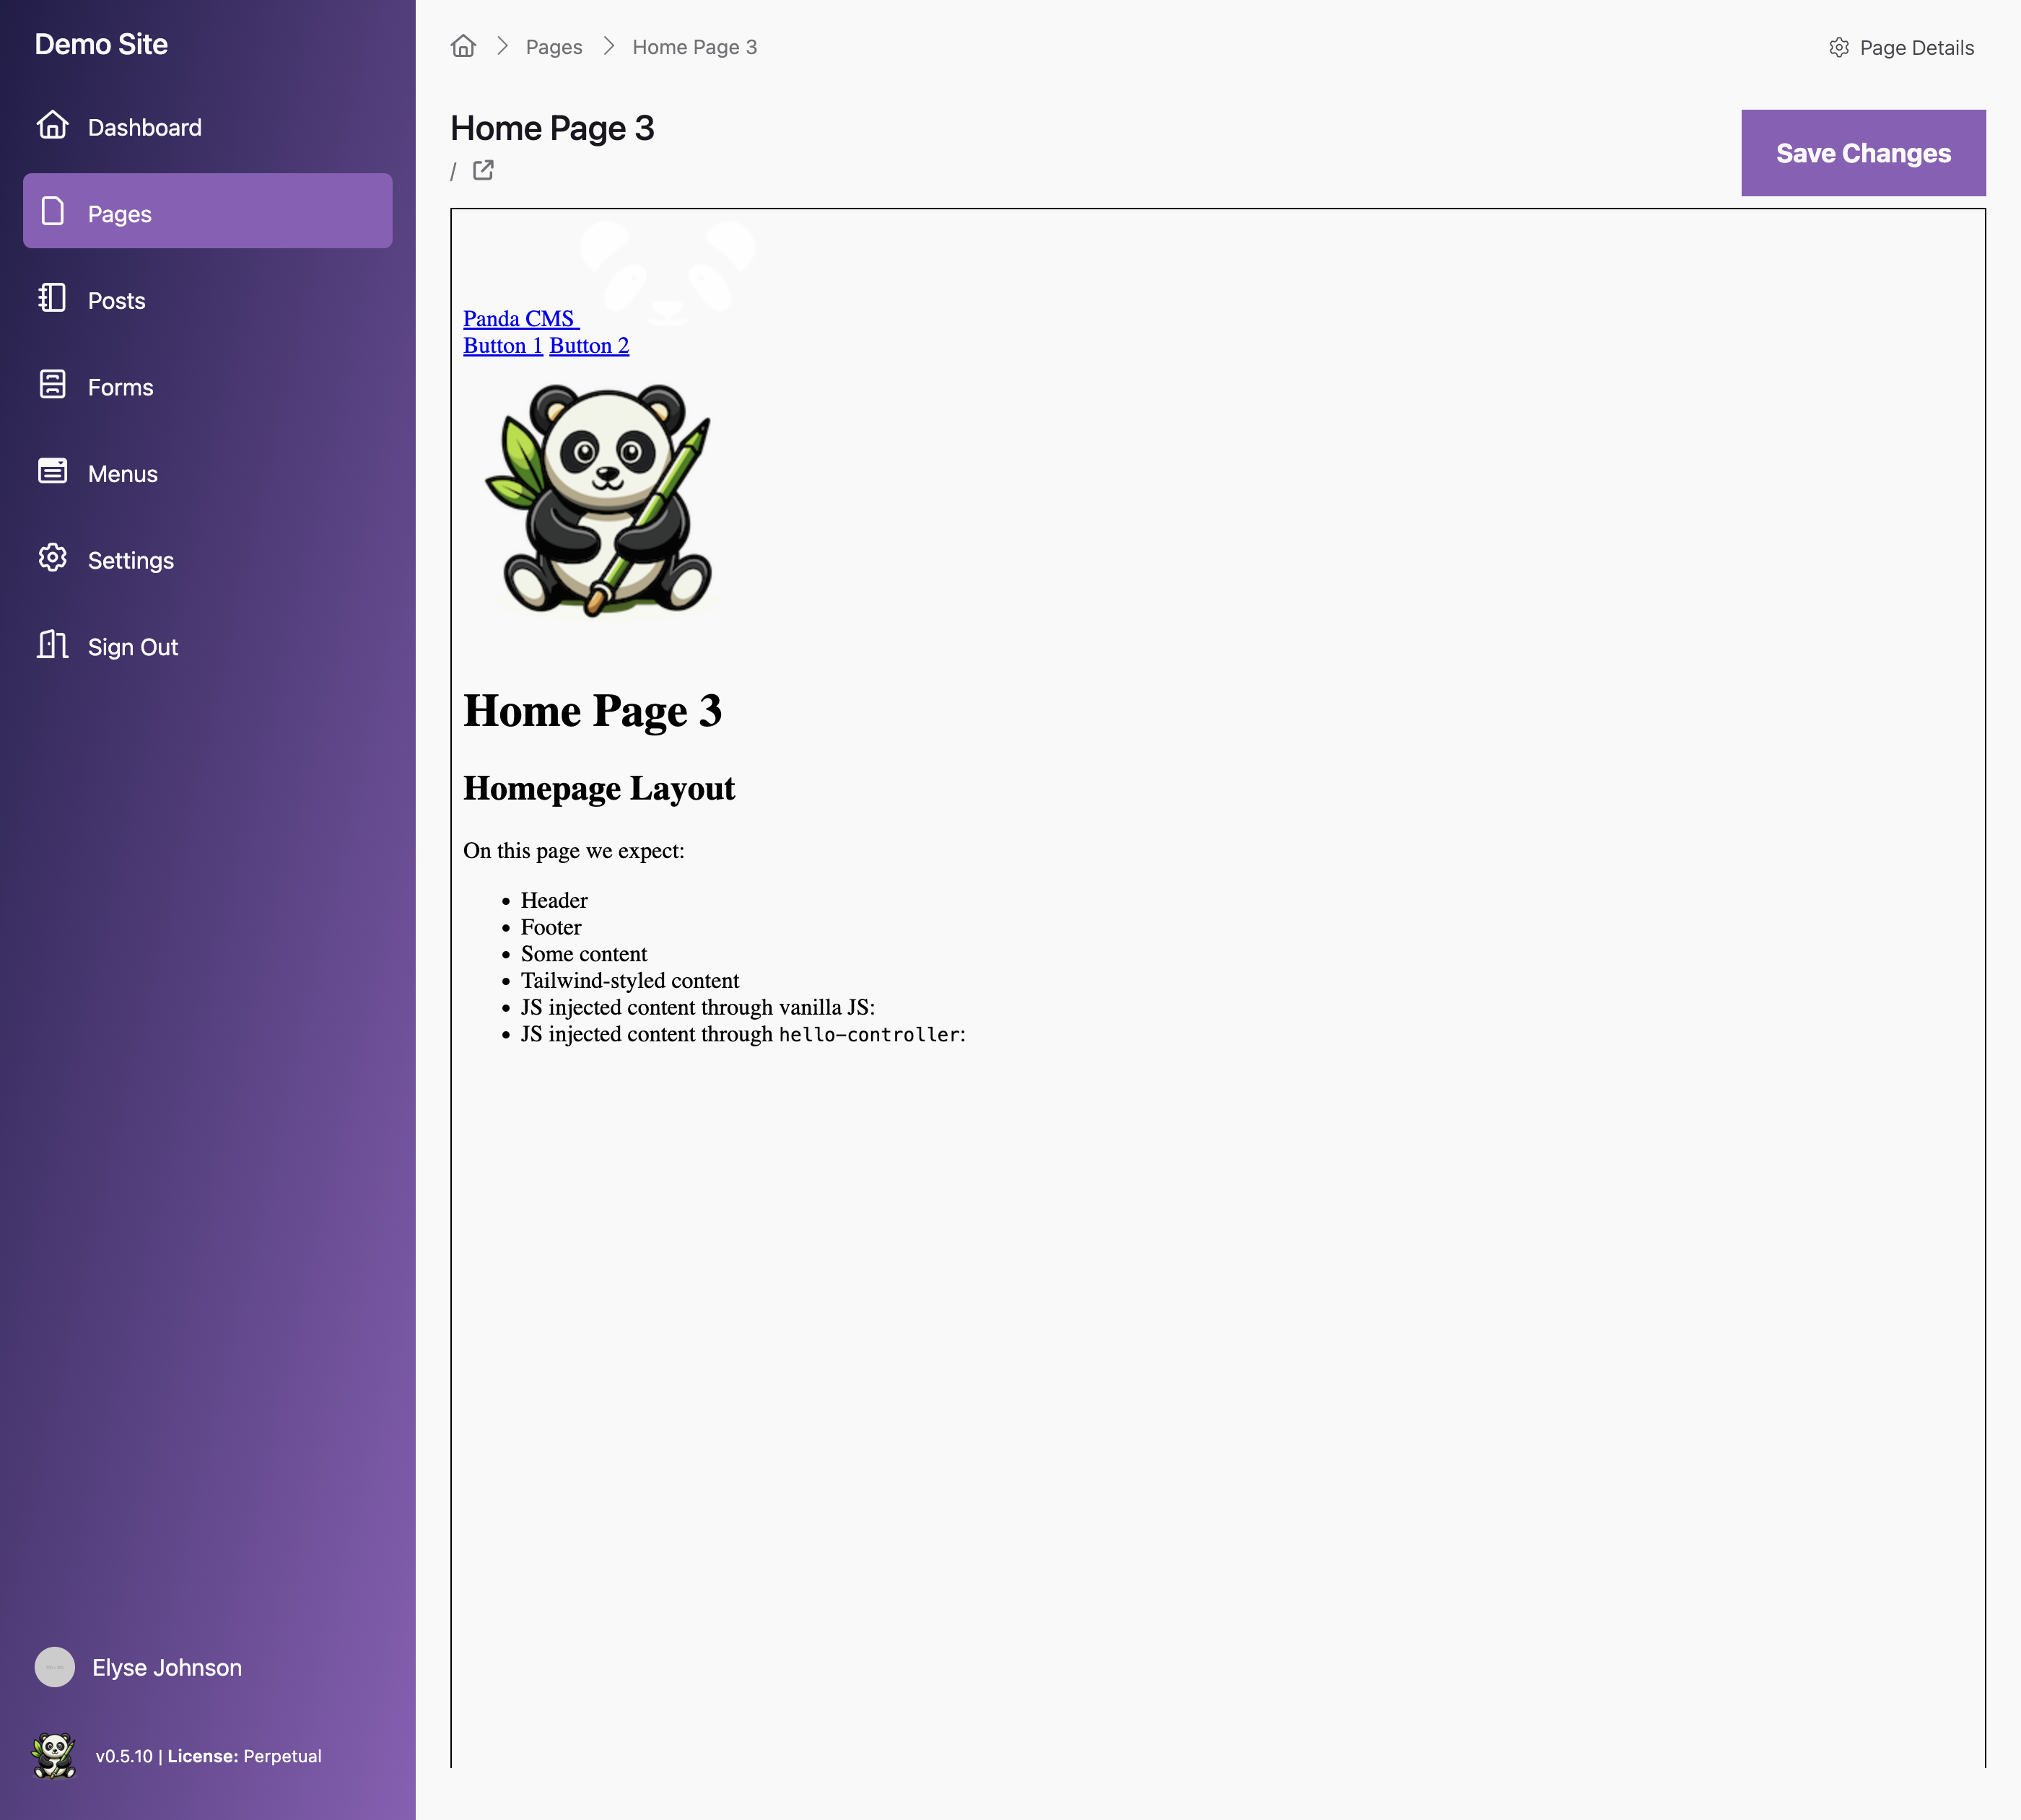 Demo Site
Dashboard
Pages
Posts
Forms
Menus
Settings
Sign Out
Elyse Johnson
v0.5.10 | License: Perpetual
Pages
Home Page 3
Page Details
Home Page 3
/
Save Changes
Panda CMS
Button 1 Button 2
Home Page 3
Homepage Layout
On this page we expect:
Header
Footer
Some content
Tailwind-styled content
JS injected content through vanilla JS:
JS injected content through hello-controller: